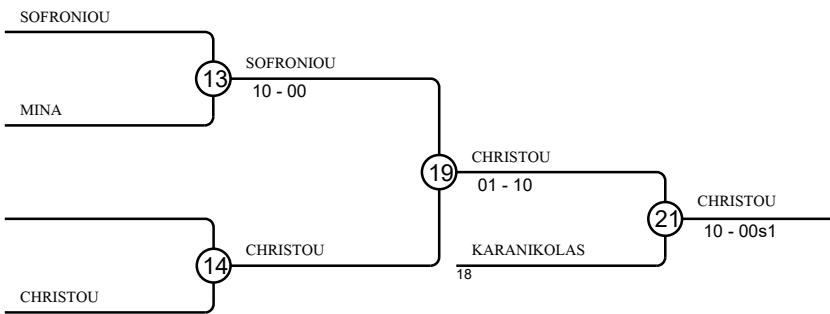 SOFRONIOU
13
SOFRONIOU
10 - 00
MINA
19
CHRISTOU
01 - 10
CHRISTOU
21
10 - 00s1
14
CHRISTOU
KARANIKOLAS
18
CHRISTOU